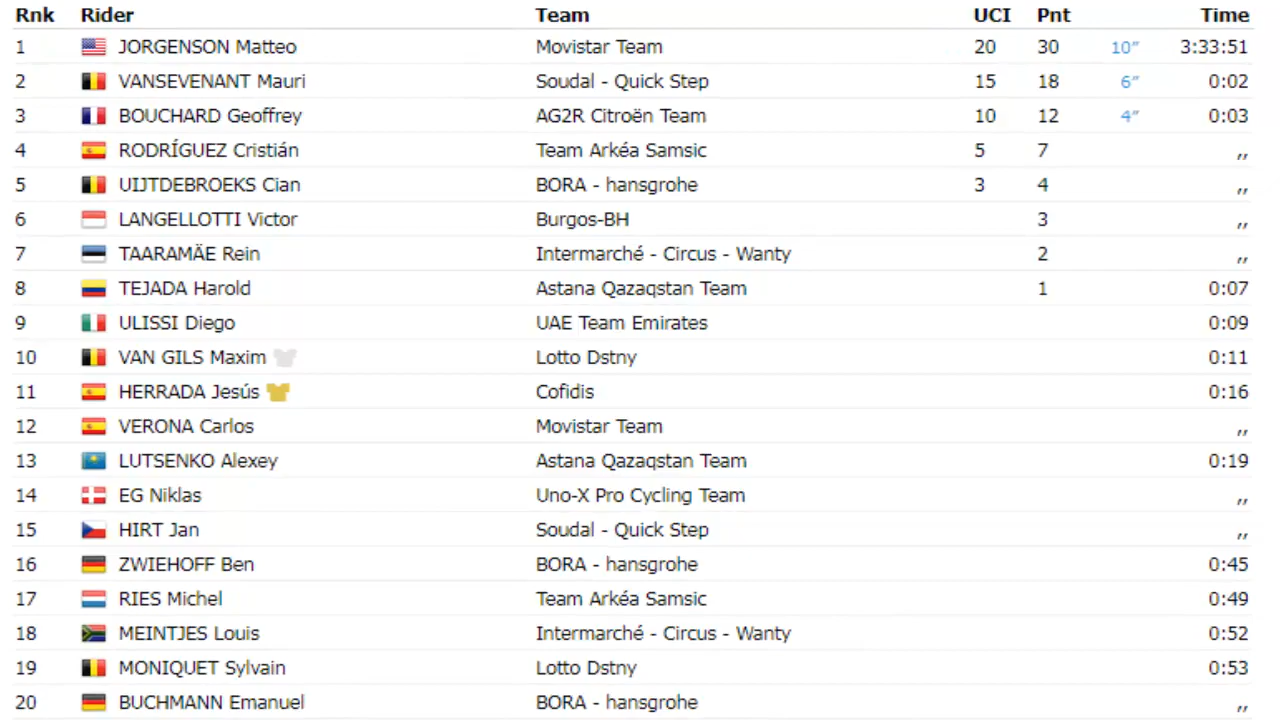 Rnk Rider Team UCI Pnt Time
1 JORGENSON Matteo Movistar Team 20 30 10″ 3:33:51
2 VANSEVENANT Mauri Soudal - Quick Step 15 18 6″ 0:02
3 BOUCHARD Geoffrey AG2R Citroën Team 10 12 4″ 0:03
4 RODRÍGUEZ Cristián Team Arkéa Samsic 5 7 ,,
5 UIJTDEBROEKS Cian BORA - hansgrohe 3 4 ,,
6 LANGELLOTTI Victor Burgos-BH 3 ,,
7 TAARAMÄE Rein Intermarché - Circus - Wanty 2 ,,
8 TEJADA Harold Astana Qazaqstan Team 1 0:07
9 ULISSI Diego UAE Team Emirates 0:09
10 VAN GILS Maxim Lotto Dstny 0:11
11 HERRADA Jesús Cofidis 0:16
12 VERONA Carlos Movistar Team ,,
13 LUTSENKO Alexey Astana Qazaqstan Team 0:19
14 EG Niklas Uno-X Pro Cycling Team ,,
15 HIRT Jan Soudal - Quick Step ,,
16 ZWIEHOFF Ben BORA - hansgrohe 0:45
17 RIES Michel Team Arkéa Samsic 0:49
18 MEINTJES Louis Intermarché - Circus - Wanty 0:52
19 MONIQUET Sylvain Lotto Dstny 0:53
20 BUCHMANN Emanuel BORA - hansgrohe ,,